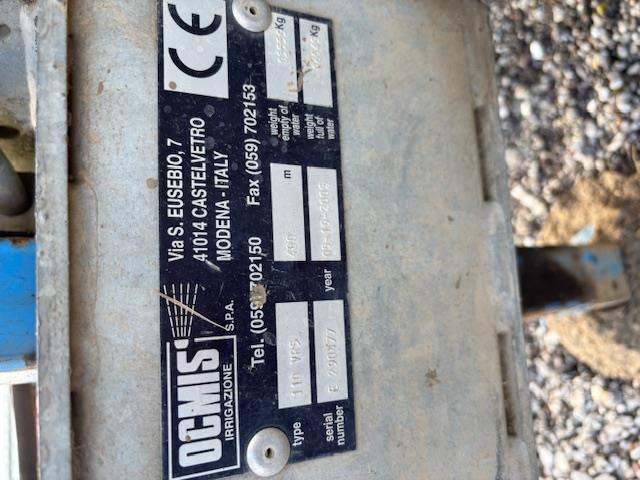 OCMIS
IRRIGAZIONE S.P.A.
Via S. EUSEBIO, 7
41014 CASTELVETRO
MODENA - ITALY
CE
Tel. (059) 702150 Fax (059) 702153
type 110 VRS m
weight empty of water Kg
serial number year
weight full of water Kg